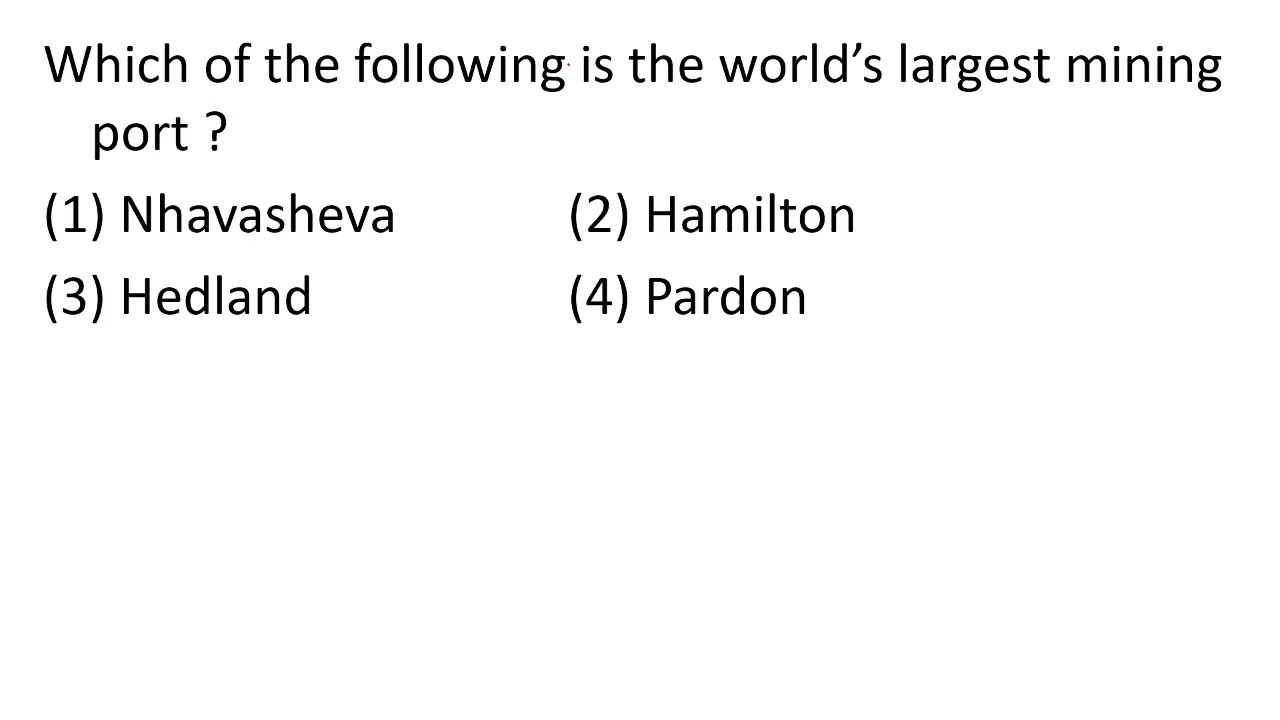 Which of the following is the world’s largest mining
port ?
(1) Nhavasheva (2) Hamilton
(3) Hedland (4) Pardon